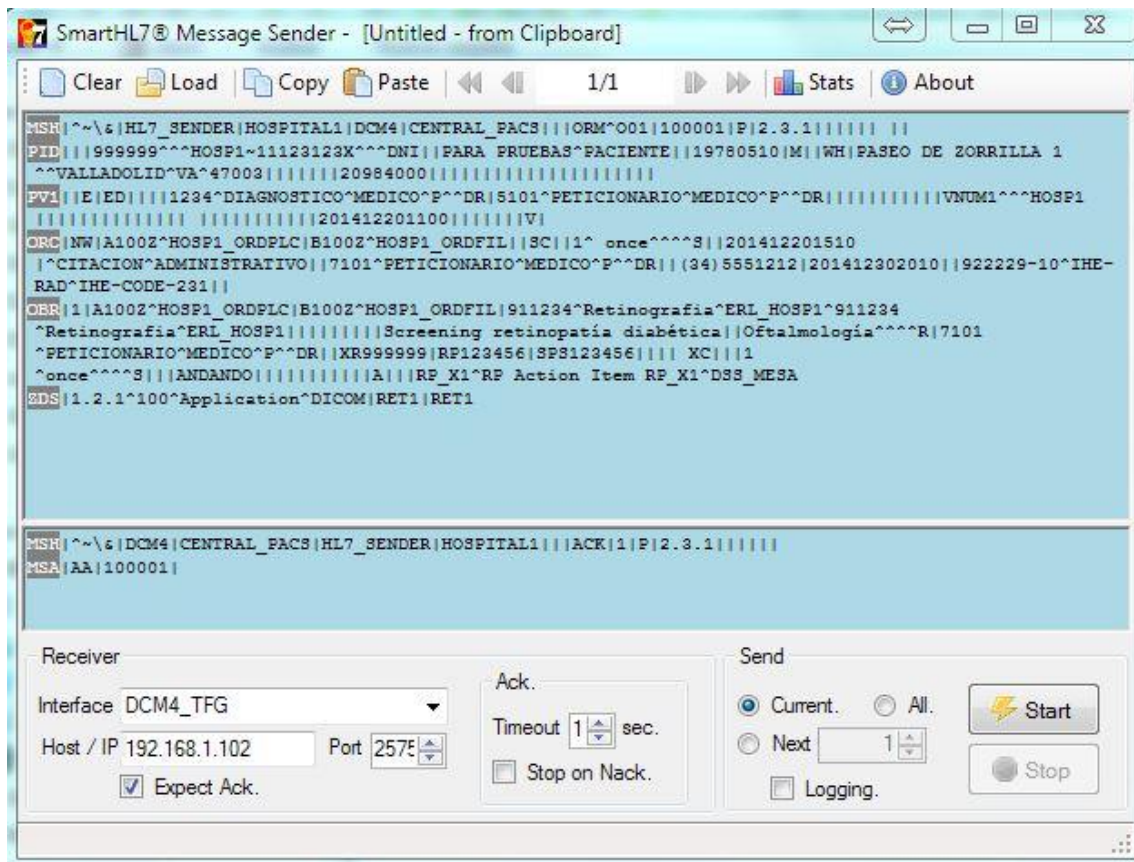 SmartHL7® Message Sender - [Untitled - from Clipboard]
Clear Load Copy Paste 1/1 Stats About
MSH|^~\&|HL7_SENDER|HOSPITAL1|DCM4|CENTRAL_PACS|||ORM^O01|100001|P|2.3.1|||||| ||
PID|||999999^^^HOSP1~11123123X^^^DNI||PARA PRUEBAS^PACIENTE||19780510|M||WH|PASEO DE ZORRILLA 1
^^VALLADOLID^VA^47003|||||||20984000||||||||||||||||||||||
PV1||E|ED||||1234^DIAGNOSTICO^MEDICO^P^^DR|5101^PETICIONARIO^MEDICO^P^^DR|||||||||||VNUM1^^^HOSP1
|||||||||||||| |||||||||||201412201100|||||||V|
ORC|NW|A100Z^HOSP1_ORDPLC|B100Z^HOSP1_ORDFIL||SC||1^ once^^^^S||201412201510
|^CITACION^ADMINISTRATIVO||7101^PETICIONARIO^MEDICO^P^^DR||(34)5551212|201412302010||922229-10^IHE-
RAD^IHE-CODE-231||
OBR|1|A100Z^HOSP1_ORDPLC|B100Z^HOSP1_ORDFIL|911234^Retinografia^ERL_HOSP1^911234
^Retinografia^ERL_HOSP1|||||||||Screening retinopatía diabética||Oftalmología^^^^R|7101
^PETICIONARIO^MEDICO^P^^DR||XR999999|RP123456|SPS123456|||| XC|||1
^once^^^^S|||ANDANDO|||||||||||A|||RP_X1^RP Action Item RP_X1^DSS_MESA
ZDS|1.2.1^100^Application^DICOM|RET1|RET1
MSH|^~\&|DCM4|CENTRAL_PACS|HL7_SENDER|HOSPITAL1|||ACK|1|P|2.3.1||||||
MSA|AA|100001|
Receiver
Interface DCM4_TFG
Host / IP 192.168.1.102 Port 2575
Expect Ack.
Ack.
Timeout 1 sec.
Stop on Nack.
Send
Current. All.
Next 1
Logging.
Start
Stop